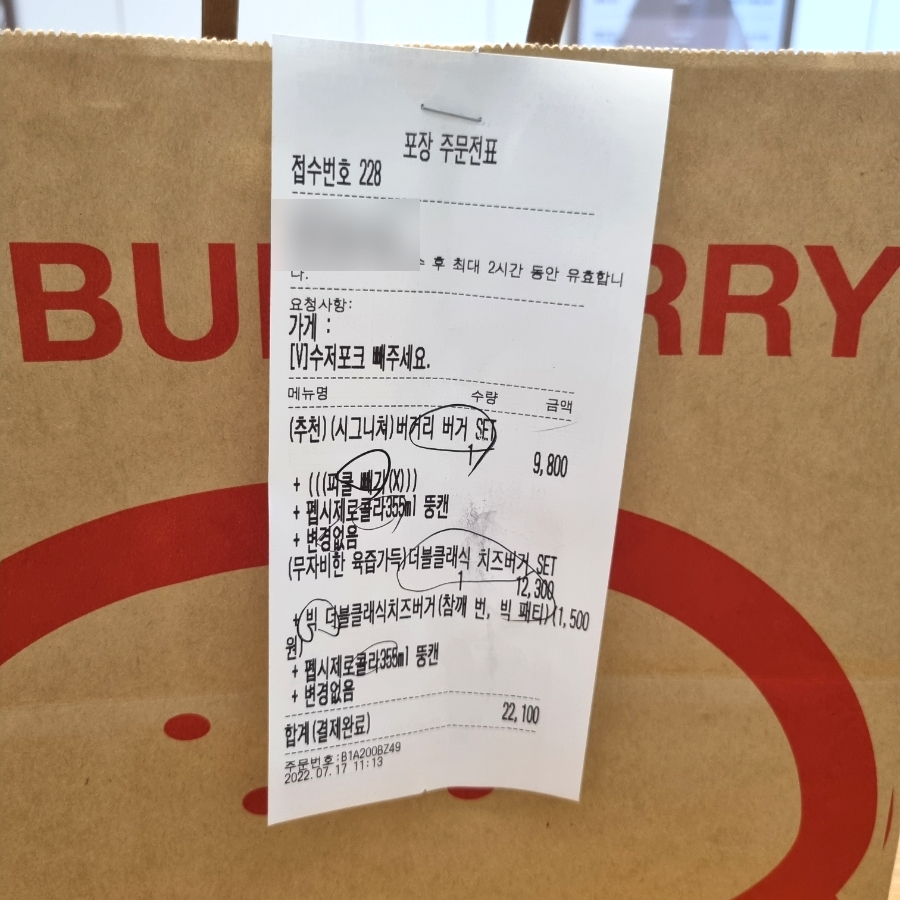 포장 주문전표
접수번호 228
후 최대 2시간 동안 유효합니
다.
BU
RRY
요청사항:
가게 :
[V]수저포크 빼주세요.
메뉴명 수량 금액
(추천)(시그니쳐)버거리 버거 SET
1 9,800
+ (((피클 빼기(X)))
+ 펩시제로콜라355ml 뚱캔
+ 변경없음
(무자비한 육즙가득)더블클래식 치즈버거 SET
1 12,300
+ 빅 더블클래식치즈버거(참깨 번, 빅 패티)(1,500
원)
+ 펩시제로콜라355ml 뚱캔
+ 변경없음
합계(결제완료) 22,100
주문번호:B1A200BZ49
2022.07.17 11:13